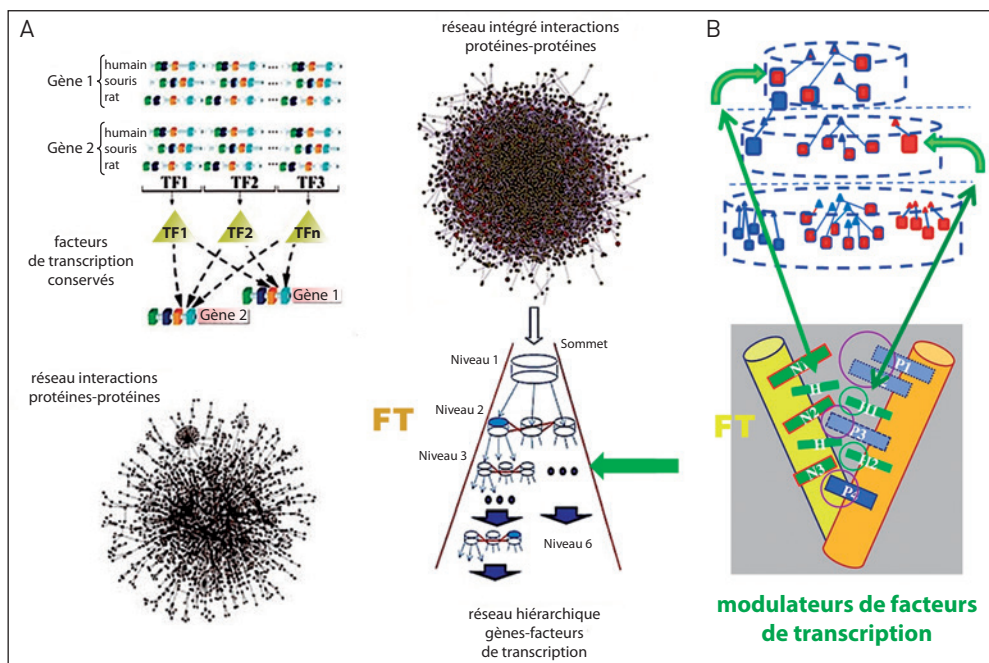 A
Gène 1
humain
souris
rat
Gène 2
humain
souris
rat
TF1 TF2 TF3
TF1 TF2 TFn
facteurs
de transcription
conservés
Gène 1
Gène 2
réseau interactions
protéines-protéines
réseau intégré interactions
protéines-protéines
Niveau 1
Sommet
Niveau 2
FT
Niveau 3
Niveau 6
réseau hiérarchique
gènes-facteurs
de transcription
B
FT
N1
P1
H
N2
H1
P3
H
H2
N3
modulateurs de facteurs
de transcription